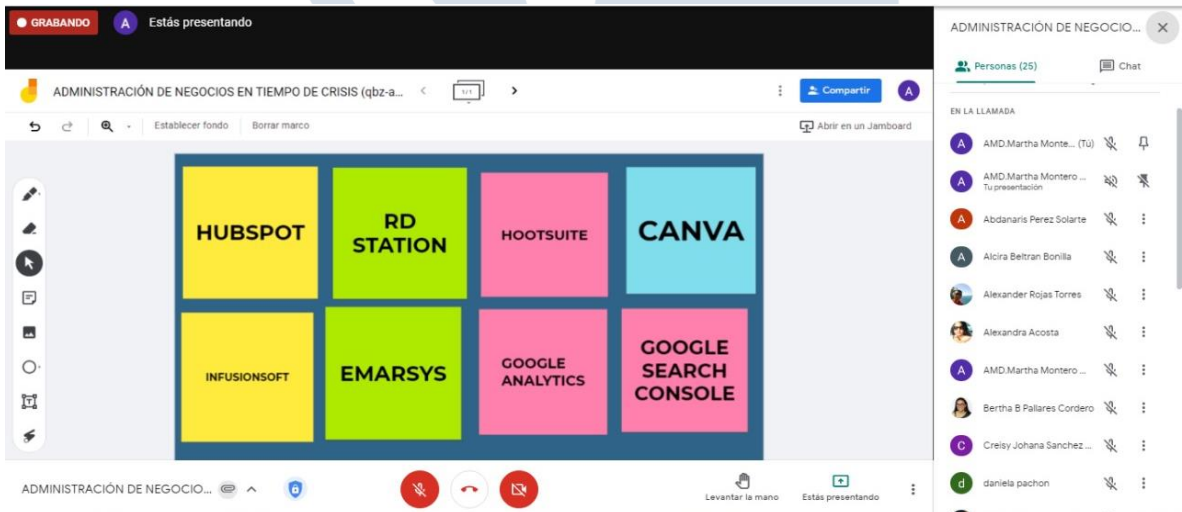 GRABANDO
A
Estás presentando
ADMINISTRACIÓN DE NEGOCIOS EN TIEMPO DE CRISIS (qbz-a...
1/1
Compartir
A
Establecer fondo
Borrar marco
Abrir en un Jamboard
HUBSPOT
RD
STATION
HOOTSUITE
CANVA
INFUSIONSOFT
EMARSYS
GOOGLE
ANALYTICS
GOOGLE
SEARCH
CONSOLE
ADMINISTRACIÓN DE NEGOCIO...
Levantar la mano
Estás presentando
ADMINISTRACIÓN DE NEGOCIO...
Personas (25)
Chat
EN LA LLAMADA
A
AMD.Martha Monte... (Tú)
A
AMD.Martha Montero ...
Tu presentación
A
Abdanaris Perez Solarte
A
Alcira Beltran Bonilla
Alexander Rojas Torres
Alexandra Acosta
A
AMD.Martha Montero ...
Bertha B Pallares Cordero
C
Creisy Johana Sanchez ...
d
daniela pachon